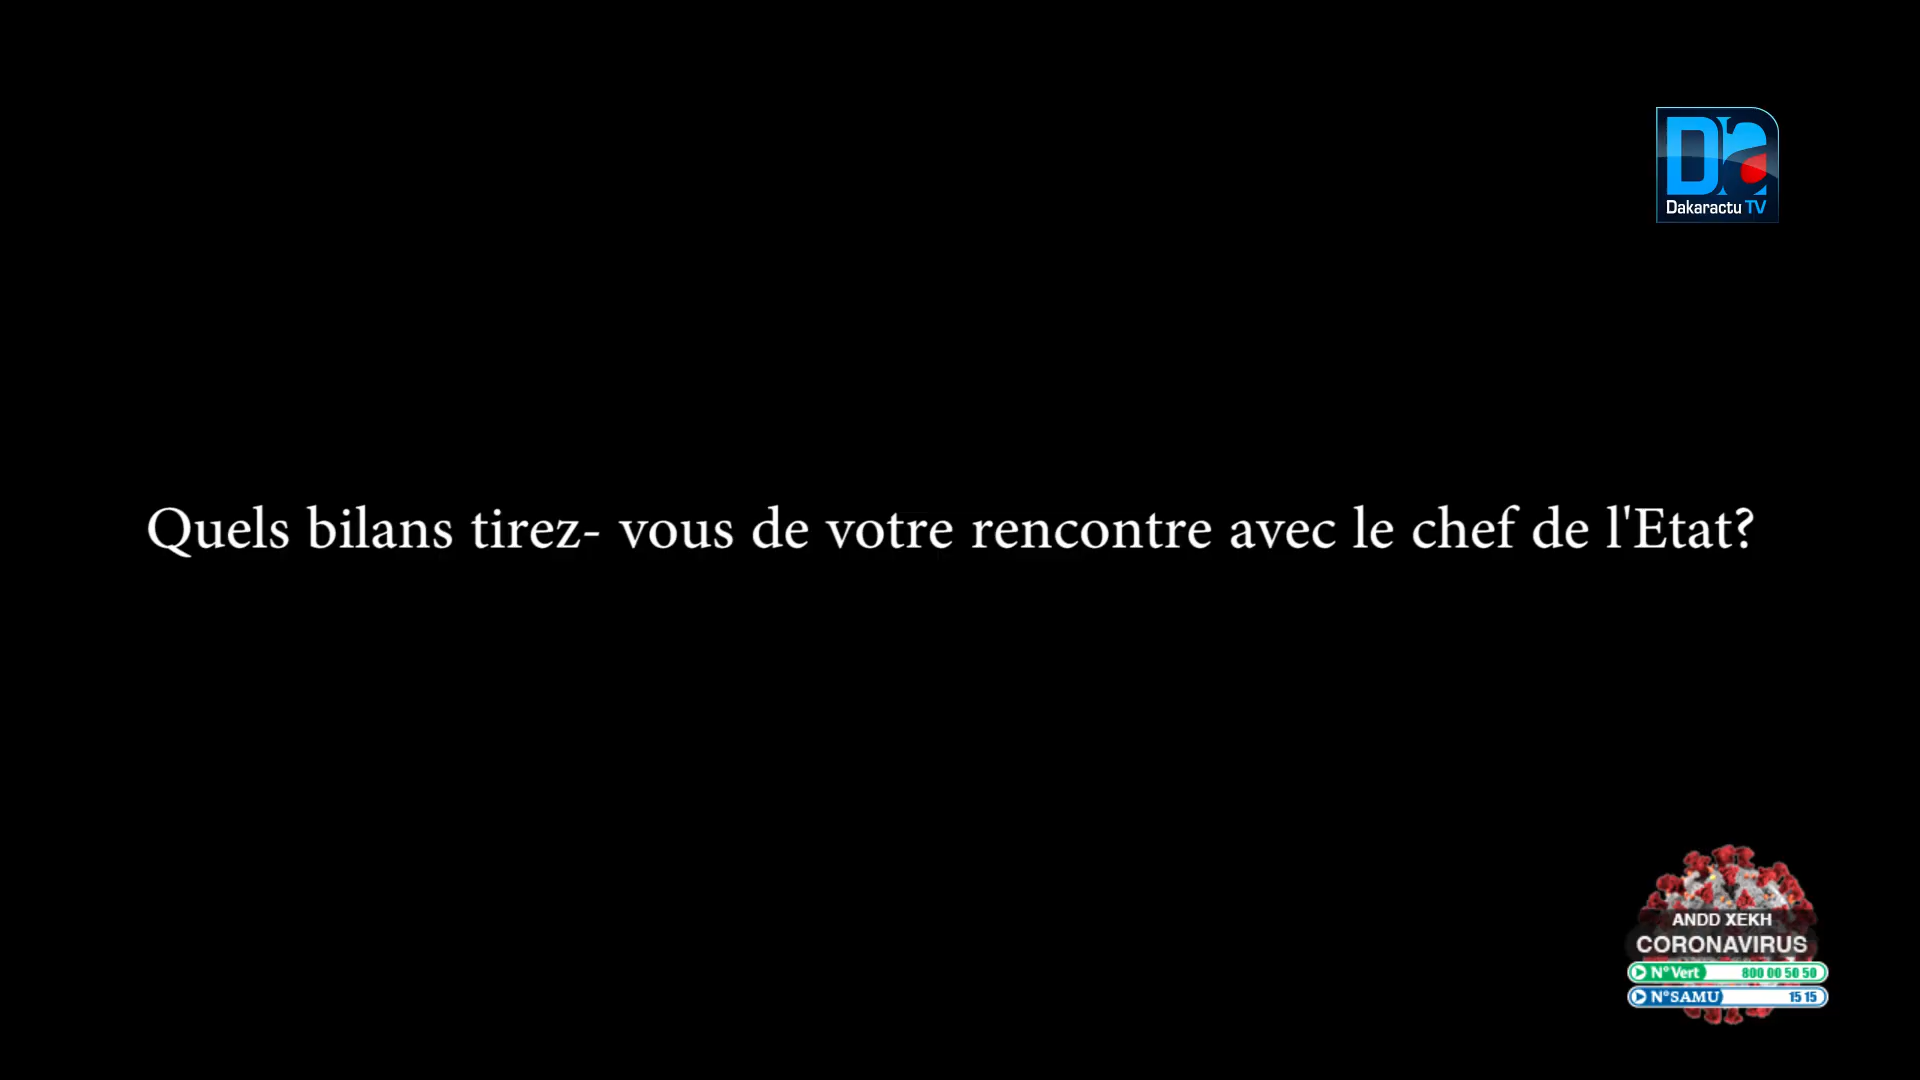 Da
Dakaractu TV
Quels bilans tirez- vous de votre rencontre avec le chef de l'Etat?
ANDD XEKH
CORONAVIRUS
N°Vert 800 00 50 50
N°SAMU 15 15